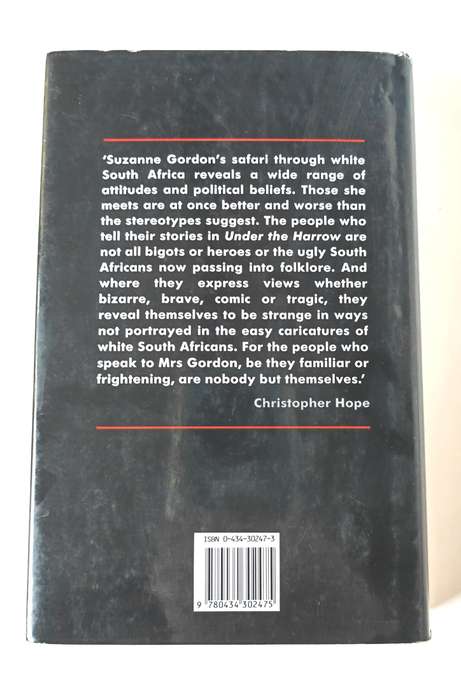 ‘Suzanne Gordon’s safari through white
South Africa reveals a wide range of
attitudes and political beliefs. Those she
meets are at once better and worse than
the stereotypes suggest. The people who
tell their stories in Under the Harrow are
not all bigots or heroes or the ugly South
Africans now passing into folklore. And
where they express views whether
bizarre, brave, comic or tragic, they
reveal themselves to be strange in ways
not portrayed in the easy caricatures of
white South Africans. For the people who
speak to Mrs Gordon, be they familiar or
frightening, are nobody but themselves.’
Christopher Hope
ISBN 0-434-30247-3
9 780434 302475